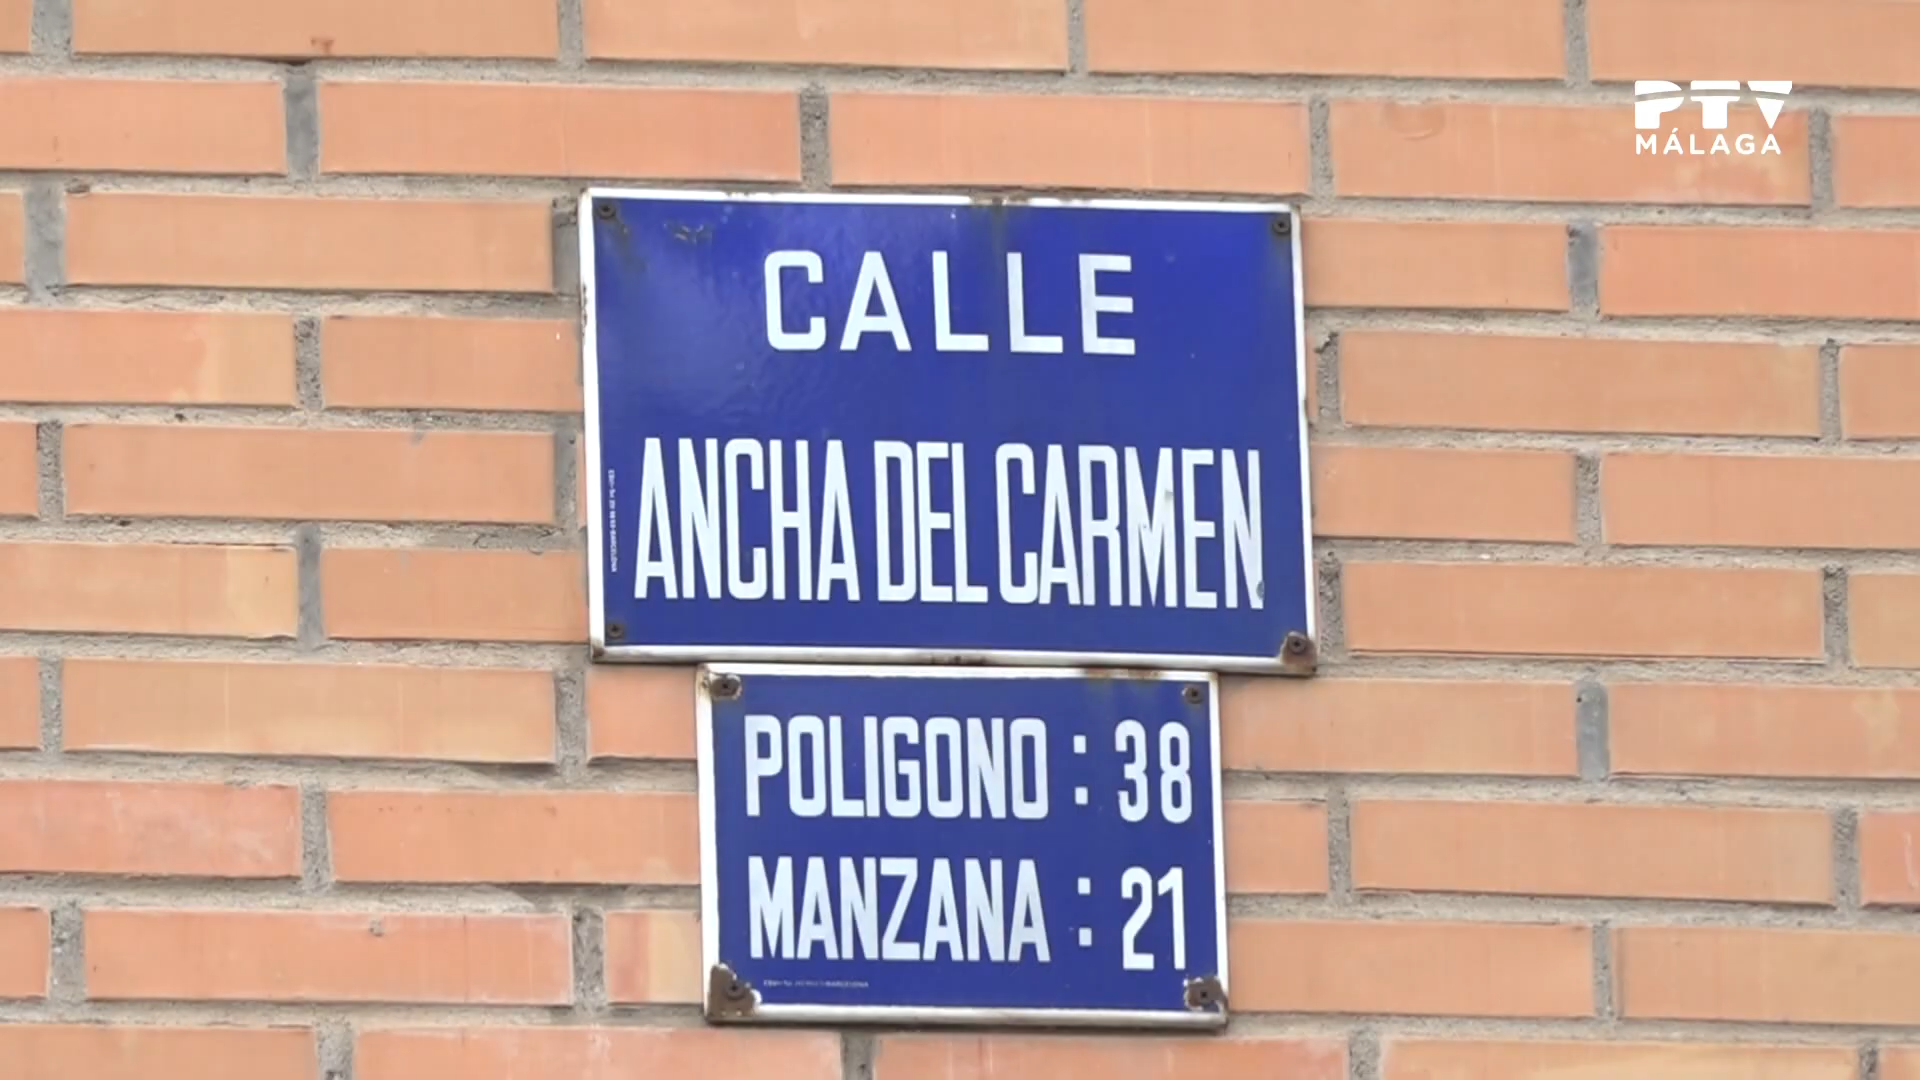 PTV
MÁLAGA
CALLE
ANCHA DEL CARMEN
POLIGONO : 38
MANZANA : 21